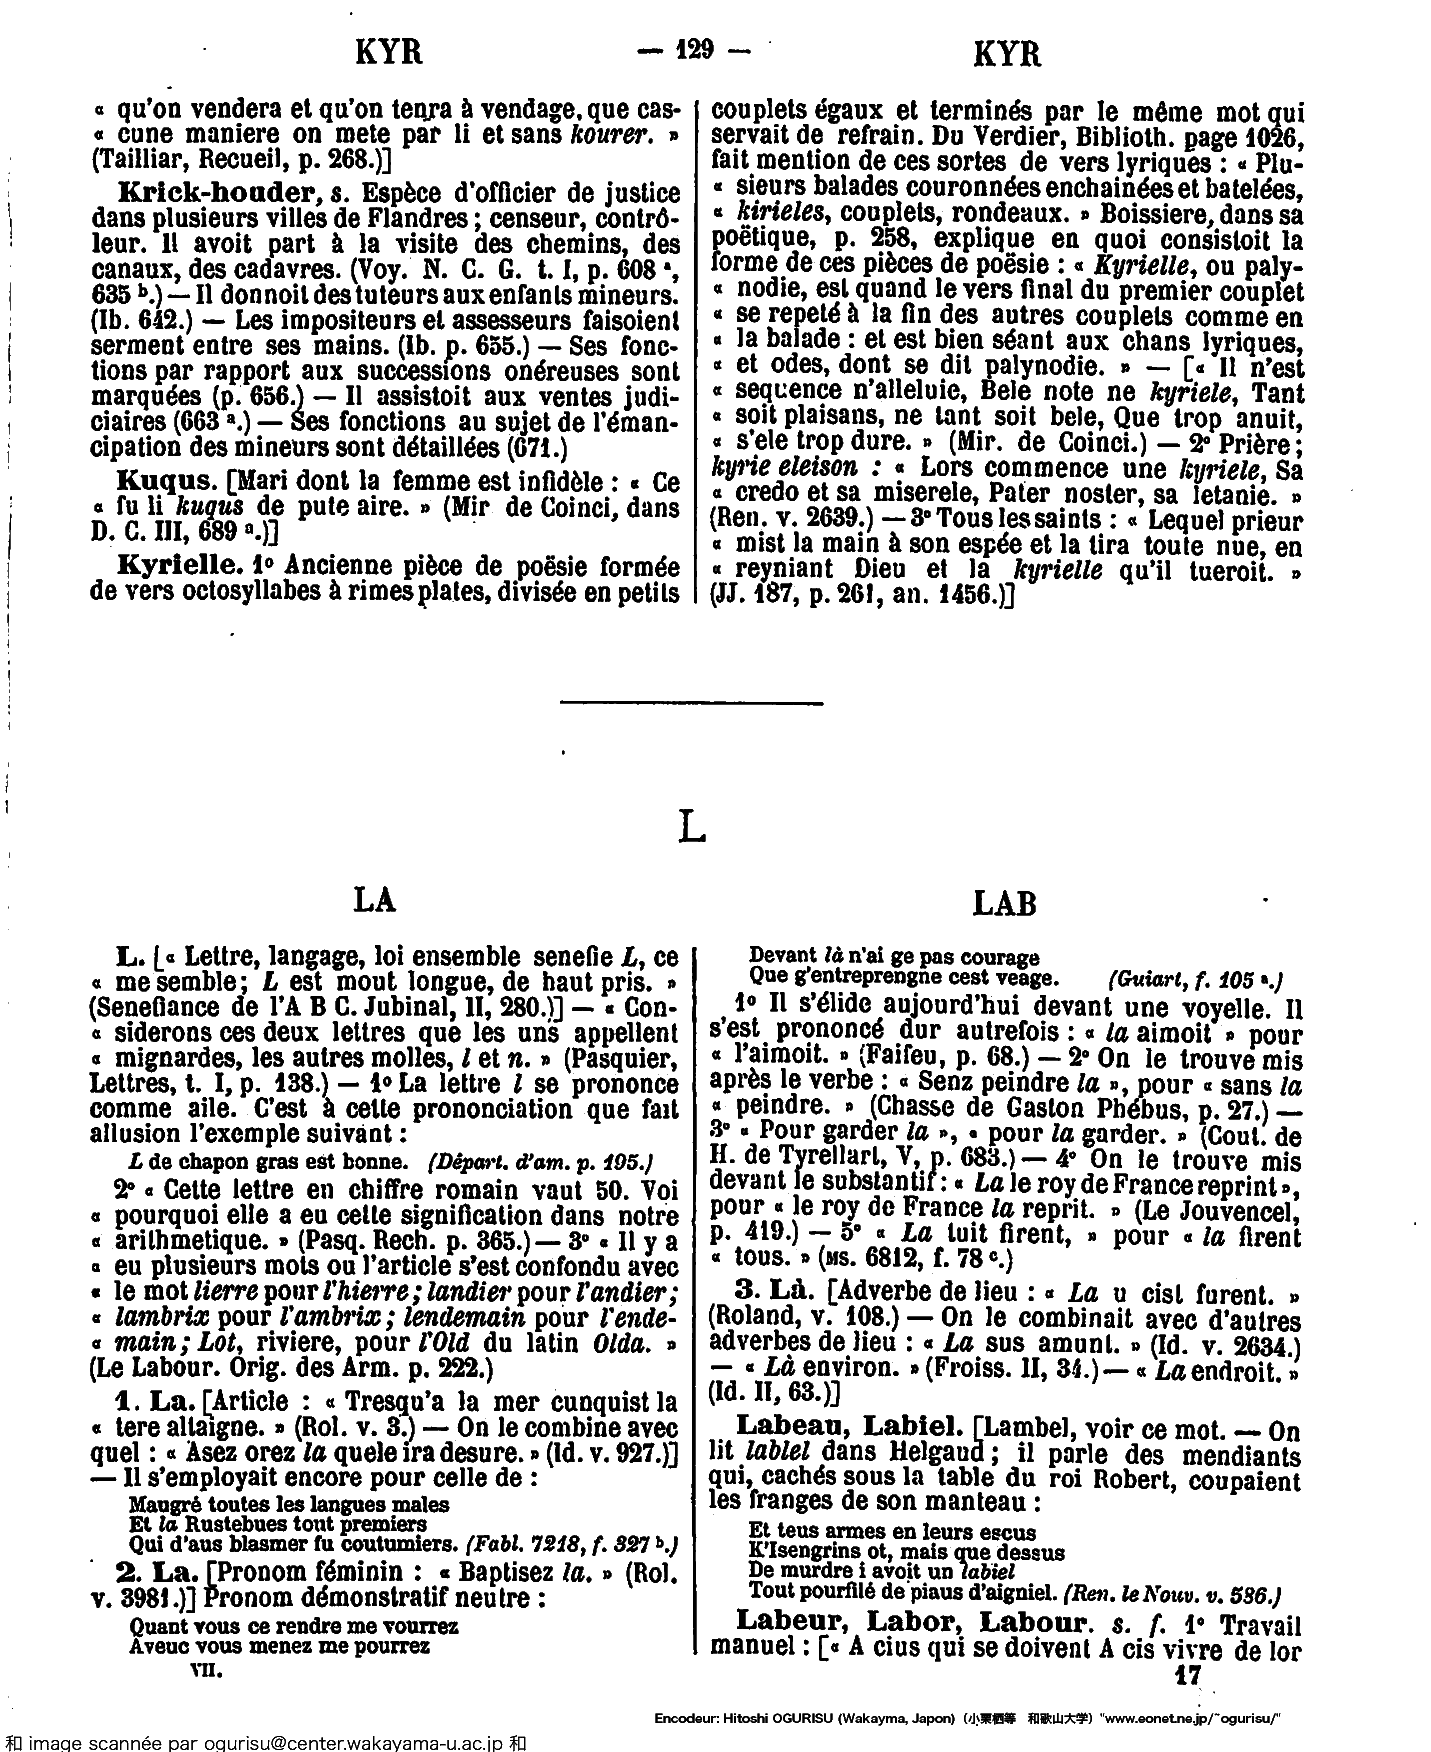 KYR
— 129 —
KYR
« qu'on vendera et qu'on tenra à vendage, que cas-
« cune maniere on mete par li et sans kourer. »
(Tailliar, Recueil, p. 268.)]
Krick-houder, s. Espèce d'officier de justice
dans plusieurs villes de Flandres ; censeur, contrô-
leur. Il avoit part à la visite des chemins, des
canaux, des cadavres. (Voy. N. C. G. t. I, p. 608 ª,
635 b.) — Il donnoit des tuteurs aux enfants mineurs.
(Ib. 642.) — Les impositeurs et assesseurs faisoient
serment entre ses mains. (Ib. p. 655.) — Ses fonc-
tions par rapport aux successions onéreuses sont
marquées (p. 656.) — Il assistoit aux ventes judi-
ciaires (663 ª.) — Ses fonctions au sujet de l'éman-
cipation des mineurs sont détaillées (671.)
Kuqus. [Mari dont la femme est infidèle : « Ce
« fu li kuqus de pute aire. » (Mir de Coinci, dans
D. C. III, 689 ª.)]
Kyrielle. 1º Ancienne pièce de poësie formée
de vers octosyllabes à rimes plates, divisée en petits
couplets égaux et terminés par le même mot qui
servait de refrain. Du Verdier, Biblioth. page 1026,
fait mention de ces sortes de vers lyriques : « Plu-
« sieurs balades couronnées enchainées et batelées,
« kirieles, couplets, rondeaux. » Boissiere, dans sa
poëtique, p. 258, explique en quoi consistoit la
forme de ces pièces de poësie : « Kyrielle, ou paly-
« nodie, est quand le vers final du premier couplet
« se repeté à la fin des autres couplets comme en
« la balade : et est bien séant aux chans lyriques,
« et odes, dont se dit palynodie. » — [« Il n'est
« sequence n'alleluie, Bele note ne kyriele, Tant
« soit plaisans, ne tant soit bele, Que trop anuit,
« s'ele trop dure. » (Mir. de Coinci.) — 2º Prière ;
kyrie eleison : « Lors commence une kyriele, Sa
« credo et sa miserele, Pater noster, sa letanie. »
(Ren. v. 2639.) — 3º Tous les saints : « Lequel prieur
« mist la main à son espée et la tira toute nue, en
« reyniant Dieu et la kyrielle qu'il tueroit. »
(JJ. 187, p. 261, an. 1456.)]
L
LA
LAB
L. [« Lettre, langage, loi ensemble senefie L, ce
« me semble ; L est mout longue, de haut pris. »
(Senefiance de l'A B C. Jubinal, II, 280.)] — « Con-
« siderons ces deux lettres que les uns appellent
« mignardes, les autres molles, l et n. » (Pasquier,
Lettres, t. I, p. 138.) — 1º La lettre l se prononce
comme aile. C'est à cette prononciation que fait
allusion l'exemple suivant :
L de chapon gras est bonne. (Départ. d'am. p. 195.)
2º « Cette lettre en chiffre romain vaut 50. Voi
« pourquoi elle a eu cette signification dans notre
« arithmetique. » (Pasq. Rech. p. 365.) — 3º « Il y a
« eu plusieurs mots ou l'article s'est confondu avec
« le mot lierre pour l'hierre ; landier pour l'andier ;
« lambrix pour l'ambrix ; lendemain pour l'ende-
« main ; Lot, riviere, pour l'Old du latin Olda. »
(Le Labour. Orig. des Arm. p. 222.)
1. La. [Article : « Tresqu'a la mer cunquist la
« tere altaigne. » (Rol. v. 3.) — On le combine avec
quel : « Asez orez la quele ira desure. » (Id. v. 927.)]
— Il s'employait encore pour celle de :
Maugré toutes les langues males
Et la Rustebues tout premiers
Qui d'aus blasmer fu coutumiers. (Fabl. 7218, f. 327 b.)
2. La. [Pronom féminin : « Baptisez la. » (Rol.
v. 3981.)] Pronom démonstratif neutre :
Quant vous ce rendre me vourrez
Aveuc vous menez me pourrez
VII.
Devant là n'ai ge pas courage
Que g'entreprengne cest veage. (Guiart, f. 105 ª.)
1º Il s'élide aujourd'hui devant une voyelle. Il
s'est prononcé dur autrefois : « la aimoit » pour
« l'aimoit. » (Faifeu, p. 68.) — 2º On le trouve mis
après le verbe : « Senz peindre la », pour « sans la
« peindre. » (Chasse de Gaston Phébus, p. 27.) —
3º « Pour garder la », « pour la garder. » (Cout. de
H. de Tyrellart, V, p. 683.) — 4º On le trouve mis
devant le substantif : « La le roy de France reprint »,
pour « le roy de France la reprit. » (Le Jouvencel,
p. 419.) — 5º « La tuit firent, » pour « la firent
« tous. » (MS. 6812, f. 78 c.)
3. Là. [Adverbe de lieu : « La u cist furent. »
(Roland, v. 108.) — On le combinait avec d'autres
adverbes de lieu : « La sus amunt. » (Id. v. 2634.)
— « Là environ. » (Froiss. II, 34.) — « La endroit. »
(Id. II, 63.)]
Labeau, Labiel. [Lambel, voir ce mot. — On
lit lablel dans Helgaud ; il parle des mendiants
qui, cachés sous la table du roi Robert, coupaient
les franges de son manteau :
Et teus armes en leurs escus
K'Isengrins ot, mais que dessus
De murdre i avoit un labiel
Tout pourfilé de piaus d'aigniel. (Ren. le Nouv. v. 586.)
Labeur, Labor, Labour. s. f. 1º Travail
manuel : [« A cius qui se doivent A cis vivre de lor
17
Encodeur: Hitoshi OGURISU (Wakayma, Japon) (小栗栖等 和歌山大学) "www.eonet.ne.jp/~ogurisu/"
和 image scannée par ogurisu@center.wakayama-u.ac.jp 和